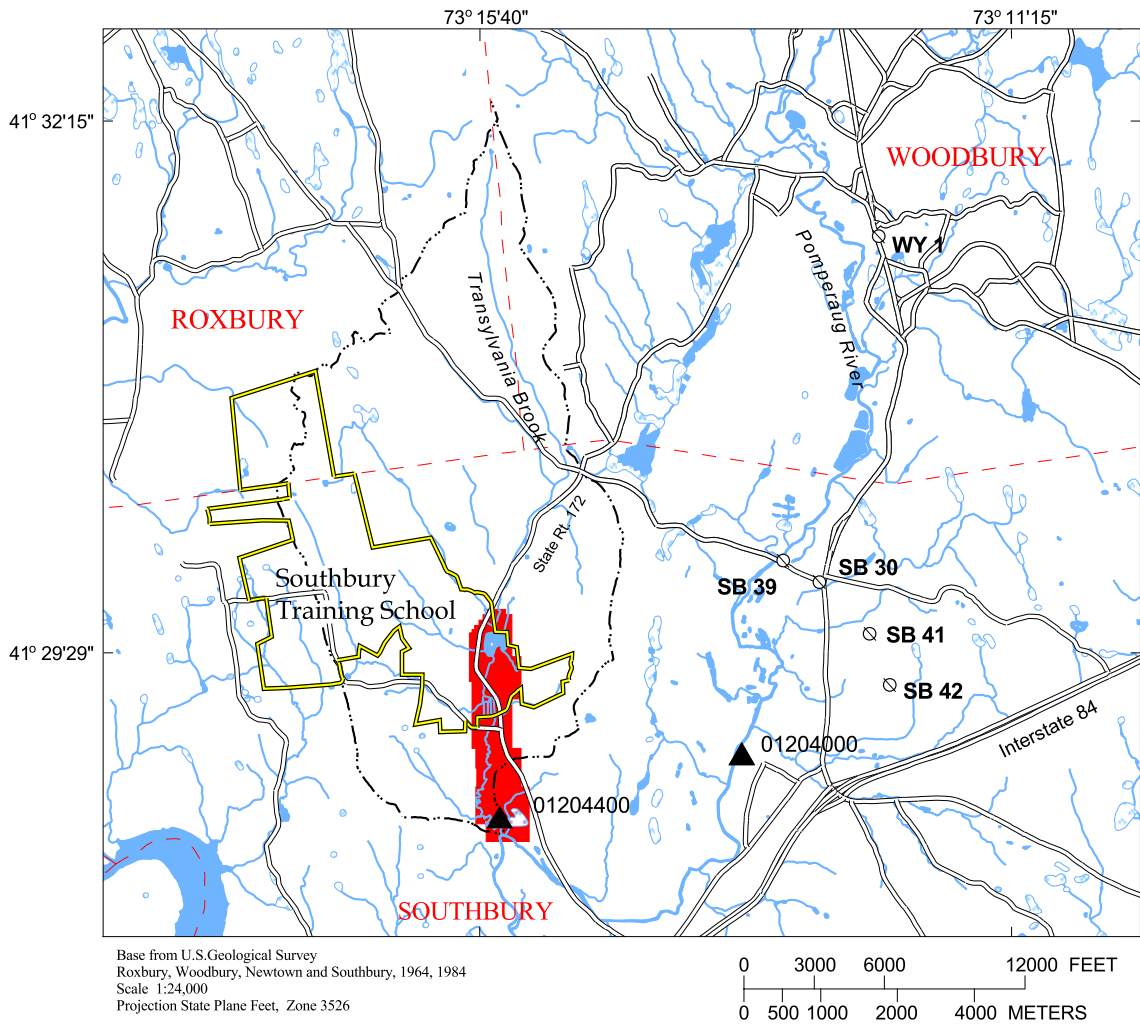 73° 15'40"
73° 11'15"
41° 32'15"
WOODBURY
WY 1
Pomperaug River
Transylvania Brook
ROXBURY
State Rt. 172
Southbury
Training School
SB 39
SB 30
SB 41
41° 29'29"
SB 42
Interstate 84
01204000
01204400
SOUTHBURY
Base from U.S.Geological Survey
Roxbury, Woodbury, Newtown and Southbury, 1964, 1984
Scale 1:24,000
Projection State Plane Feet, Zone 3526
0 3000 6000 12000 FEET
0 500 1000 2000 4000 METERS